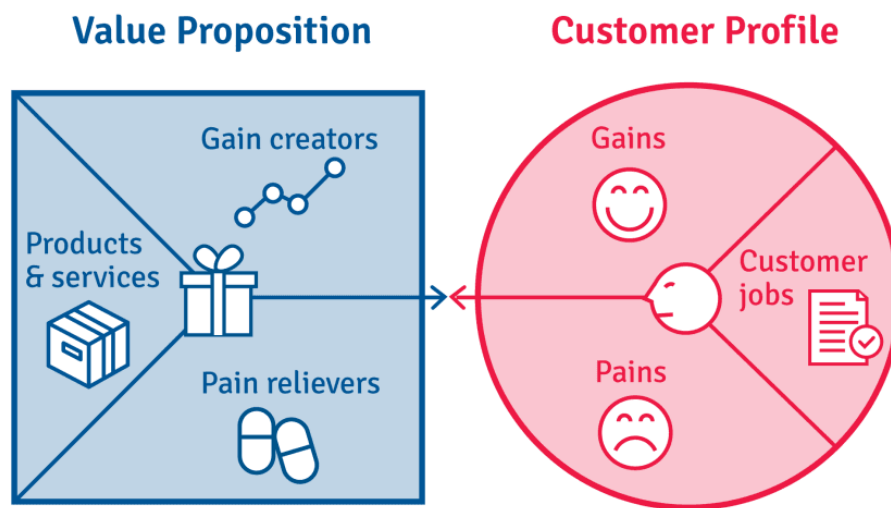 Value Proposition
Customer Profile
Gain creators
Products
& services
Pain relievers
Gains
Customer
jobs
Pains